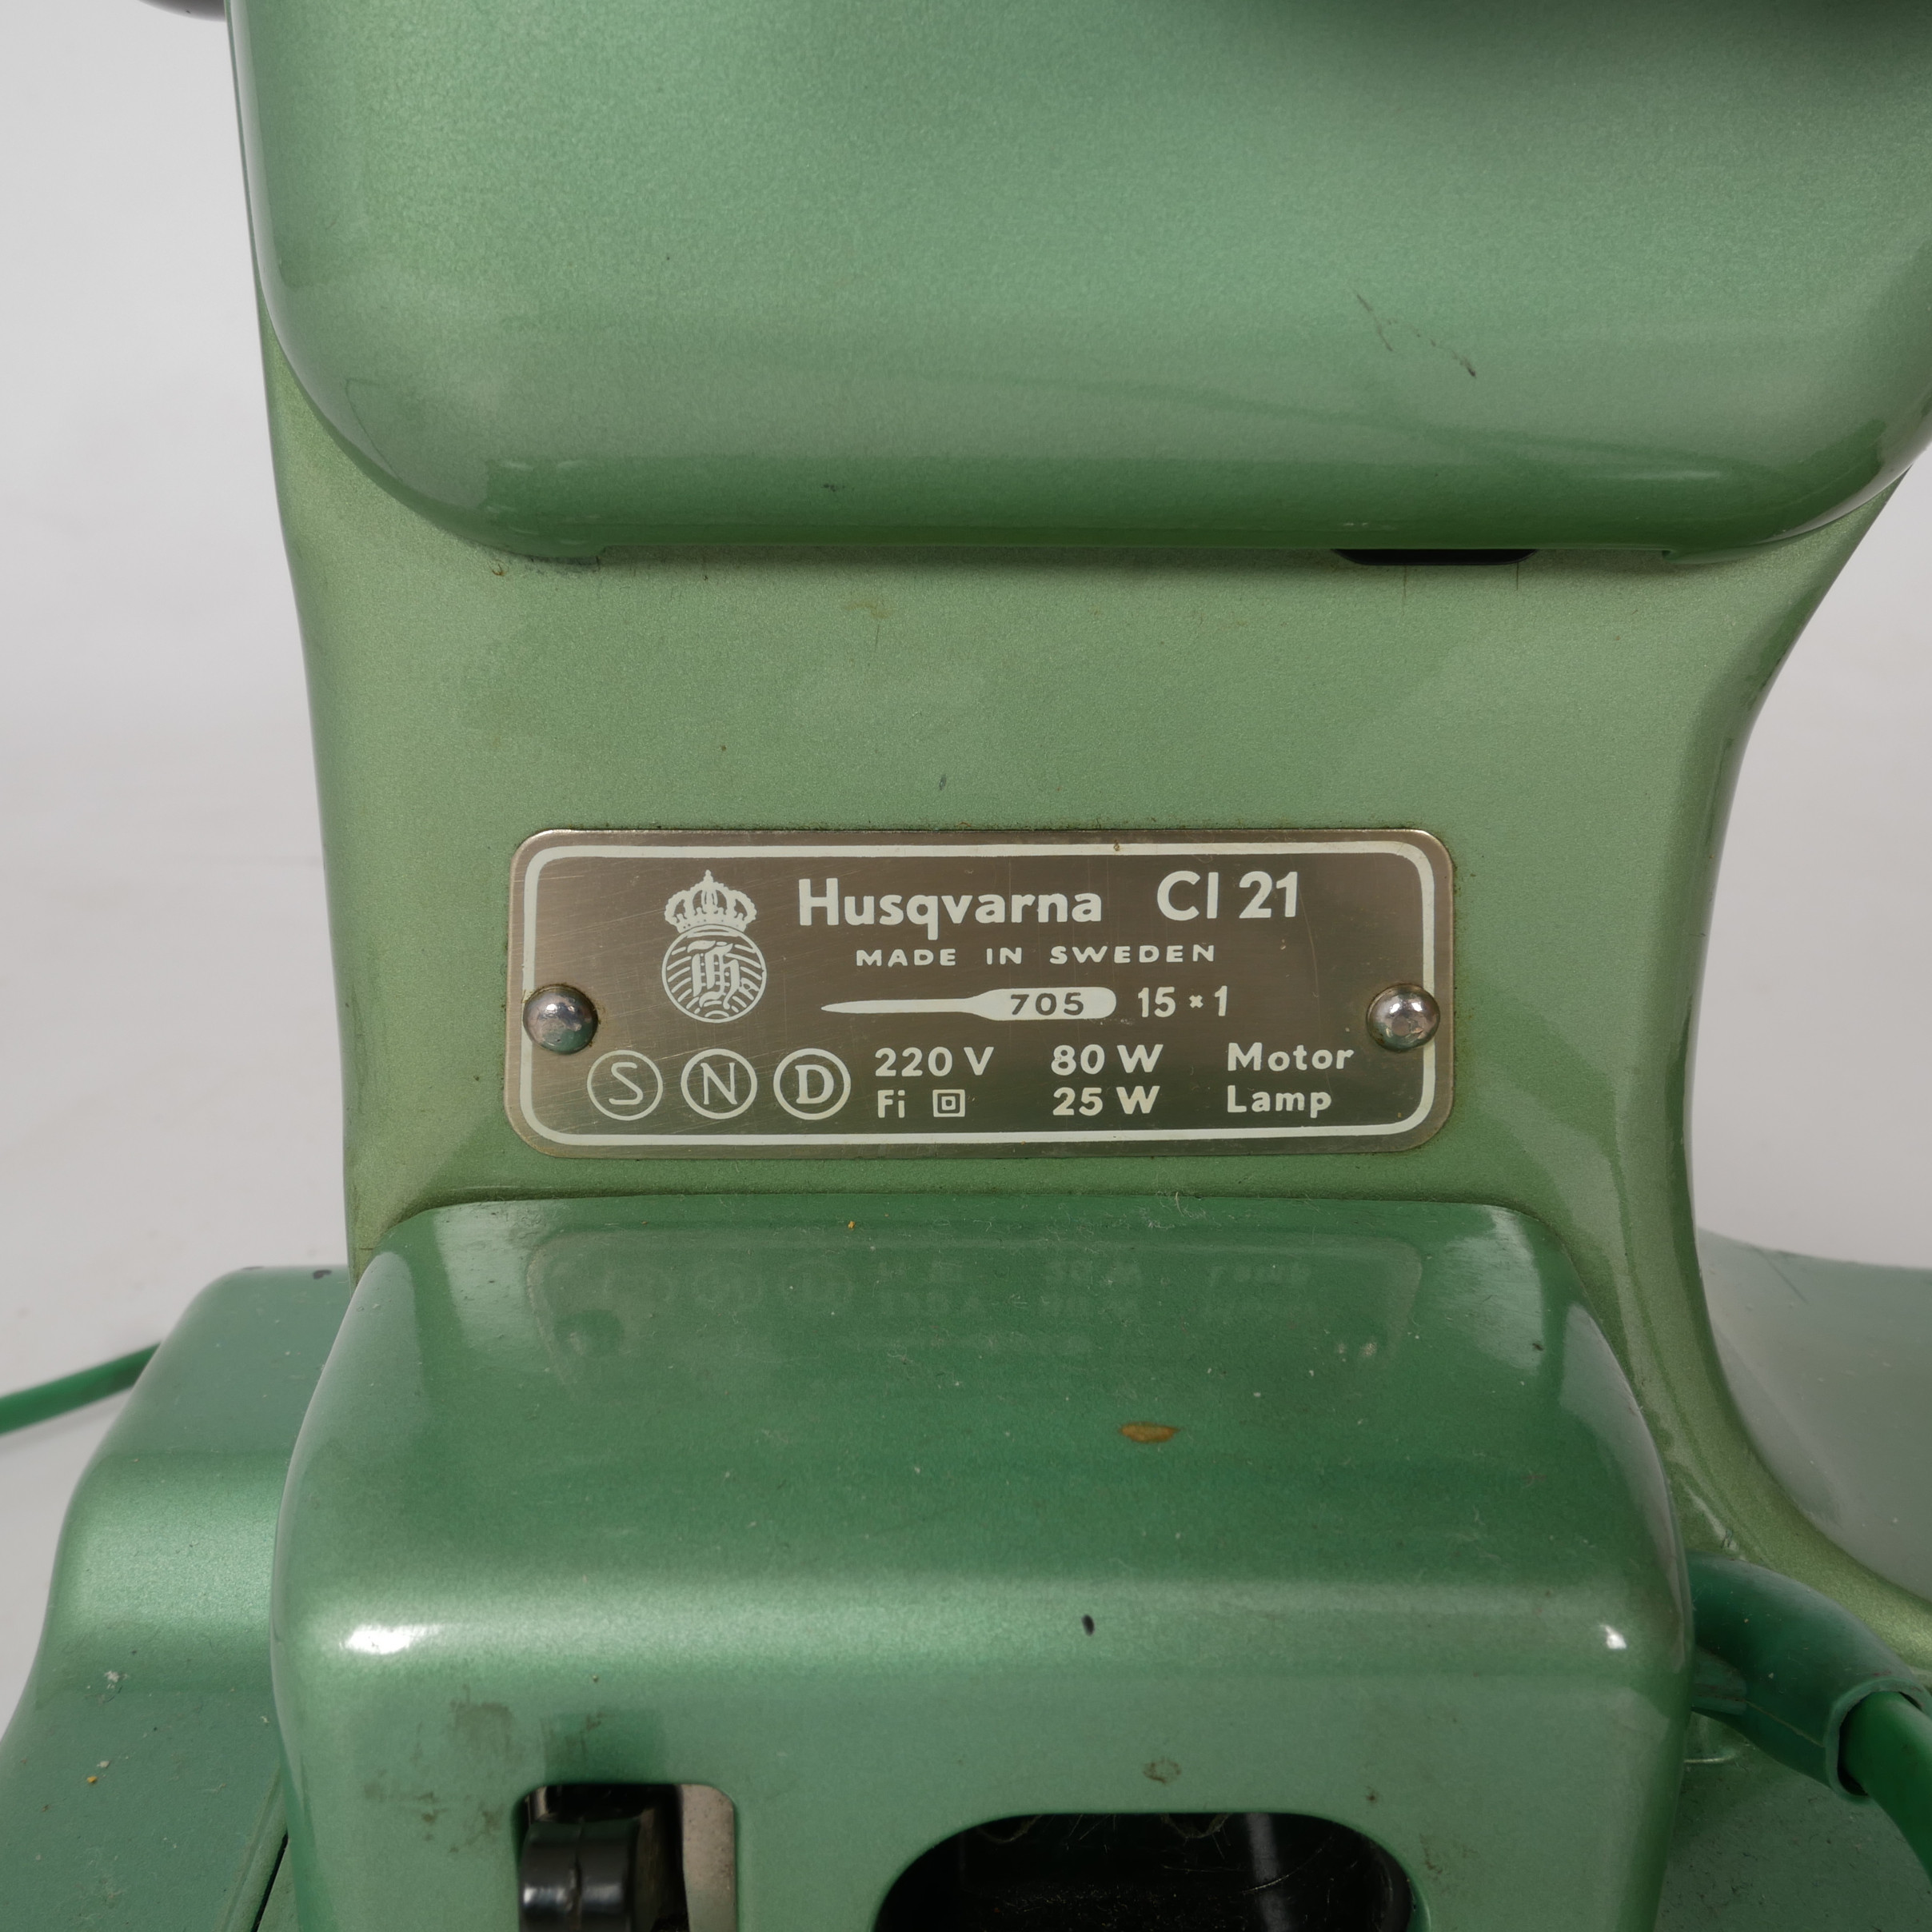 Husqvarna Cl 21
MADE IN SWEDEN
705 15×1
S N D 220 V 80 W Motor
Fi 25 W Lamp